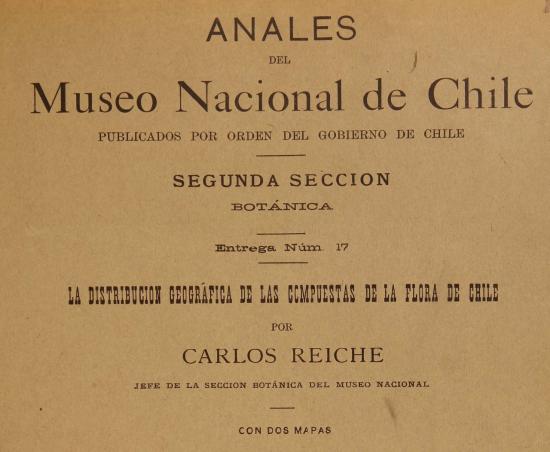 ANALES
DEL
Museo Nacional de Chile
PUBLICADOS POR ORDEN DEL GOBIERNO DE CHILE
SEGUNDA SECCION
BOTÁNICA
Entrega Núm. 17
LA DISTRIBUCION GEOGRÁFICA DE LAS COMPUESTAS DE LA FLORA DE CHILE
POR
CARLOS REICHE
JEFE DE LA SECCION BOTÁNICA DEL MUSEO NACIONAL
CON DOS MAPAS